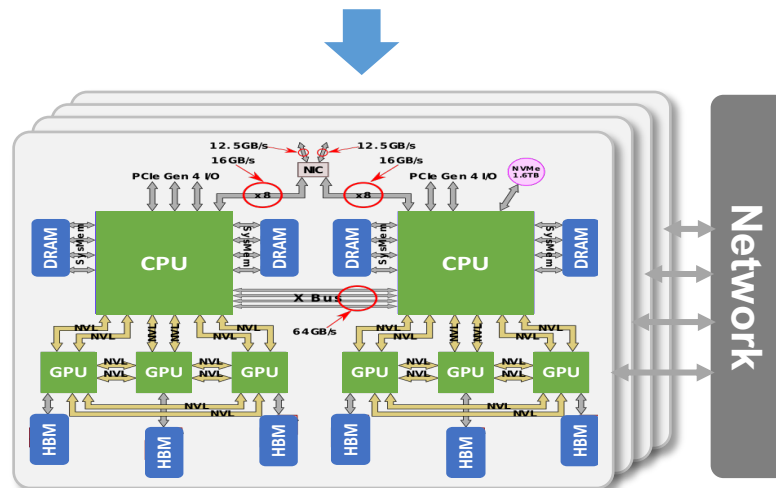 12.5GB/s 12.5GB/s
16GB/s NIC 16GB/s
PCIe Gen 4 I/O PCIe Gen 4 I/O NVMe
1.6TB
x8 x8
DRAM SysMem CPU SysMem DRAM DRAM CPU SysMem DRAM
X Bus
64GB/s
NVL NVL NVL NVL NVL NVL
NVL NVL NVL NVL NVL NVL
GPU NVL GPU NVL GPU GPU NVL GPU NVL GPU
NVL NVL NVL NVL
NVL NVL
NVL NVL
HBM HBM HBM HBM HBM HBM
Network